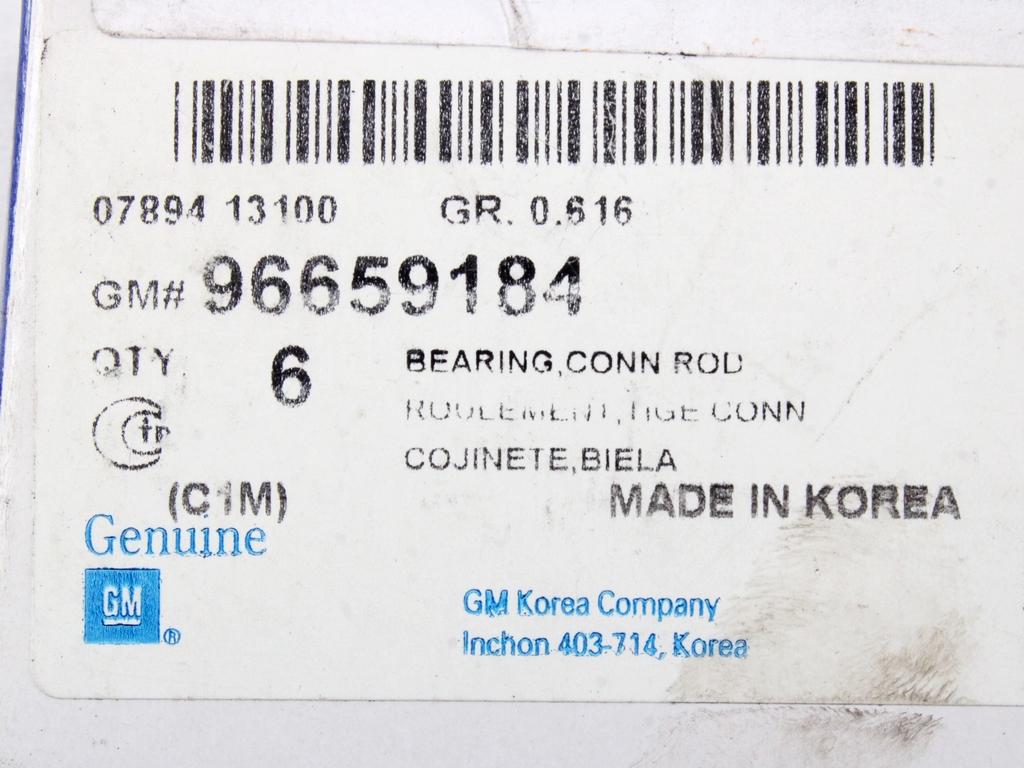 07894 13100 GR. 0.616
GM# 96659184
QTY 6 BEARING,CONN ROD
ROULEMENT,TIGE CONN
COJINETE,BIELA
(C1M) MADE IN KOREA
Genuine
GM®
GM Korea Company
Inchon 403-714, Korea